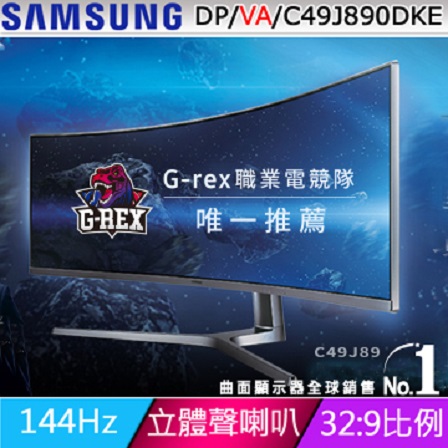 SAMSUNG DP/VA/C49J890DKE
G-REX
G-rex職業電競隊
唯一推薦
C49J89
曲面顯示器全球銷售 No.1
144Hz 立體聲喇叭 32:9比例